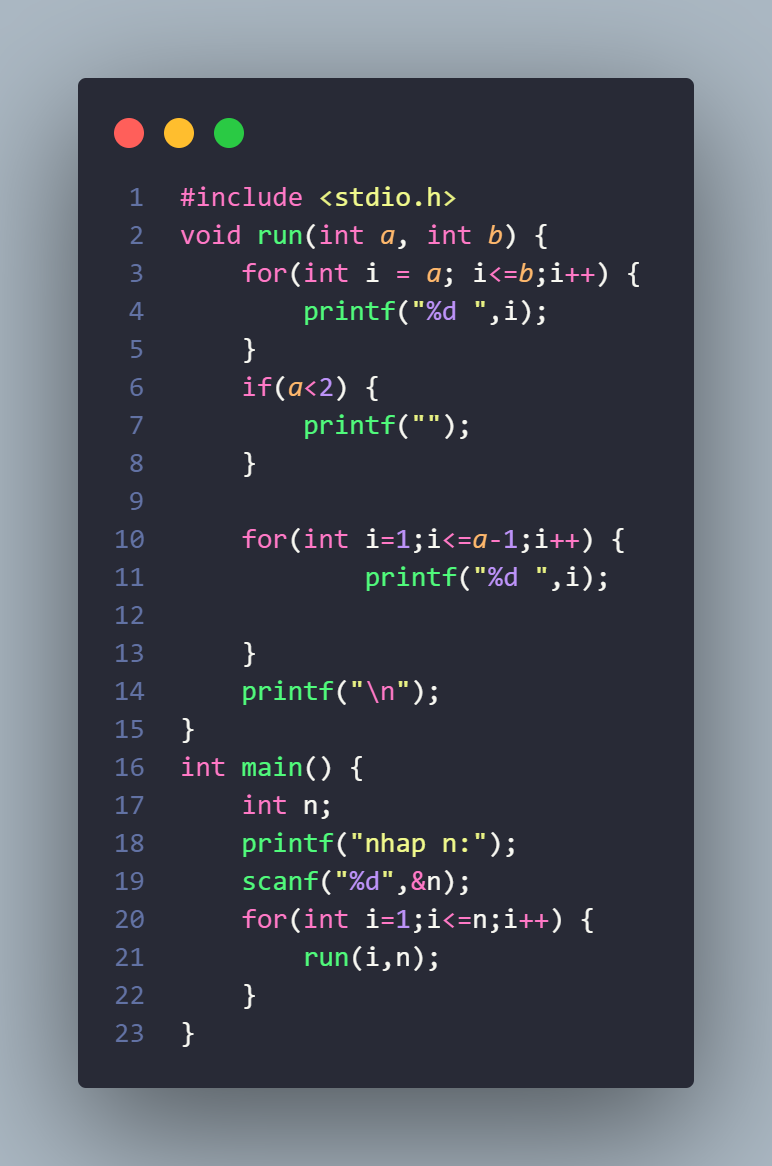 1 #include <stdio.h>
2 void run(int a, int b) {
3     for(int i = a; i<=b;i++) {
4         printf("%d ",i);
5     }
6     if(a<2) {
7         printf("");
8     }
9
10     for(int i=1;i<=a-1;i++) {
11             printf("%d ",i);
12
13     }
14     printf("\n");
15 }
16 int main() {
17     int n;
18     printf("nhap n:");
19     scanf("%d",&n);
20     for(int i=1;i<=n;i++) {
21         run(i,n);
22     }
23 }